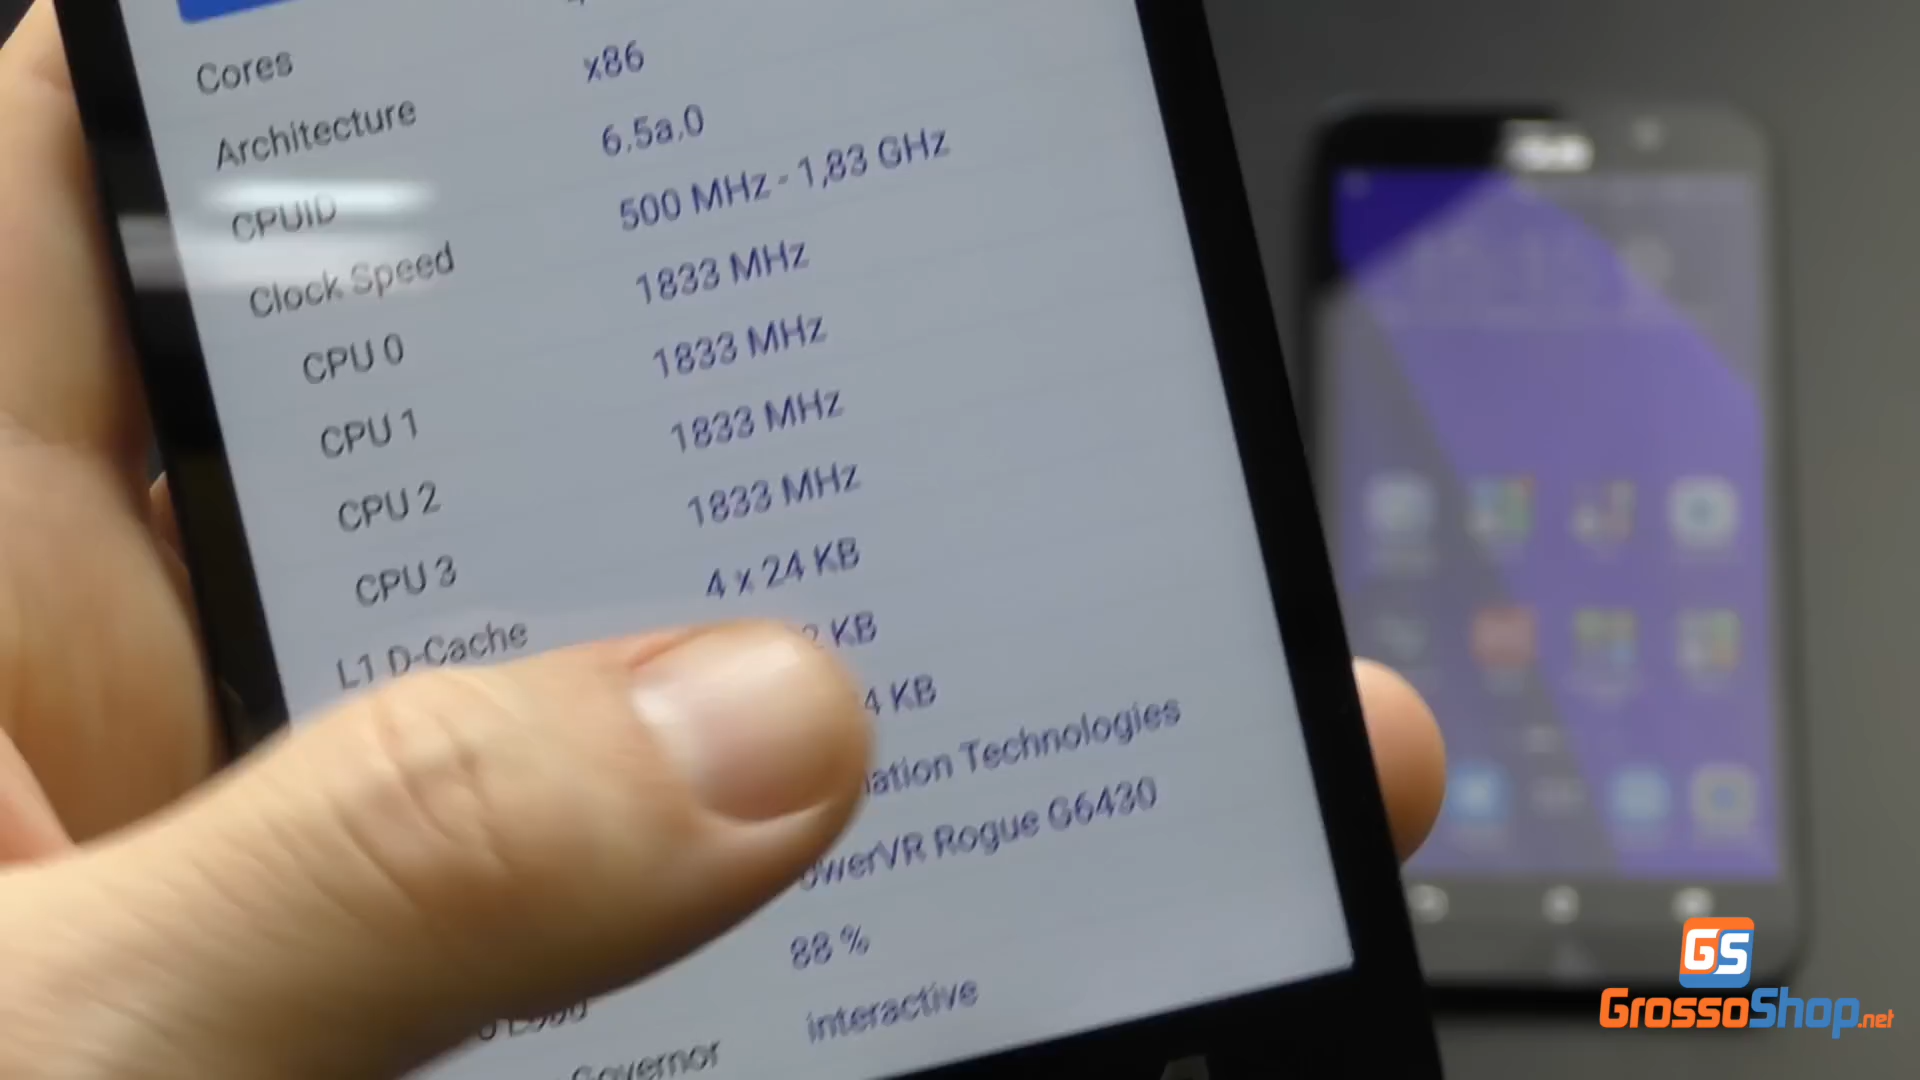 Cores
Architecture x86
CPUID 6.5a.0
Clock Speed 500 MHz - 1,83 GHz
CPU 0 1833 MHz
CPU 1 1833 MHz
CPU 2 1833 MHz
CPU 3 1833 MHz
L1 D-Cache 4 x 24 KB
KB
KB
Technologies
Rogue G6430
88 %
Governor interactive
GS
GrossoShop.net